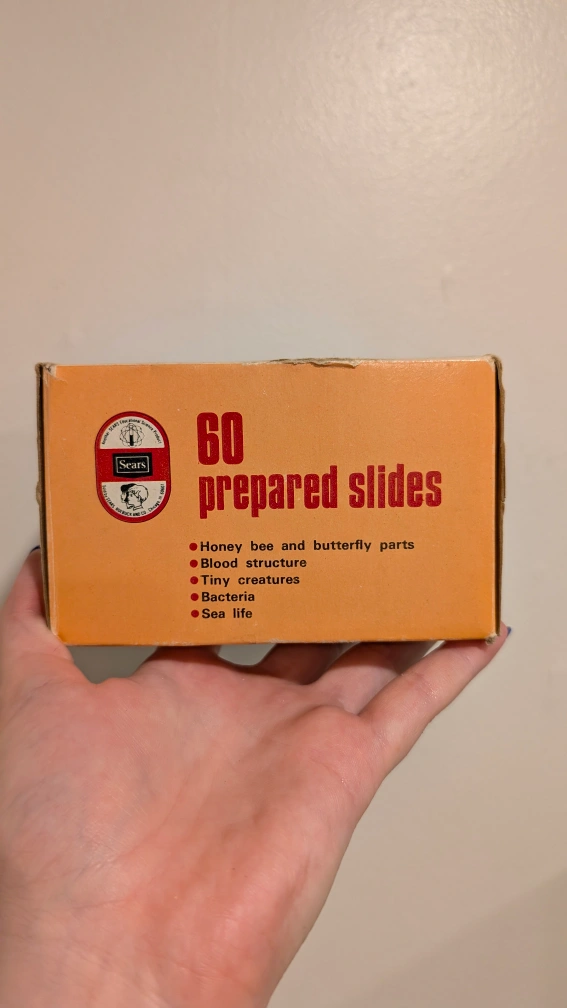 Sears
60
prepared slides
Honey bee and butterfly parts
Blood structure
Tiny creatures
Bacteria
Sea life